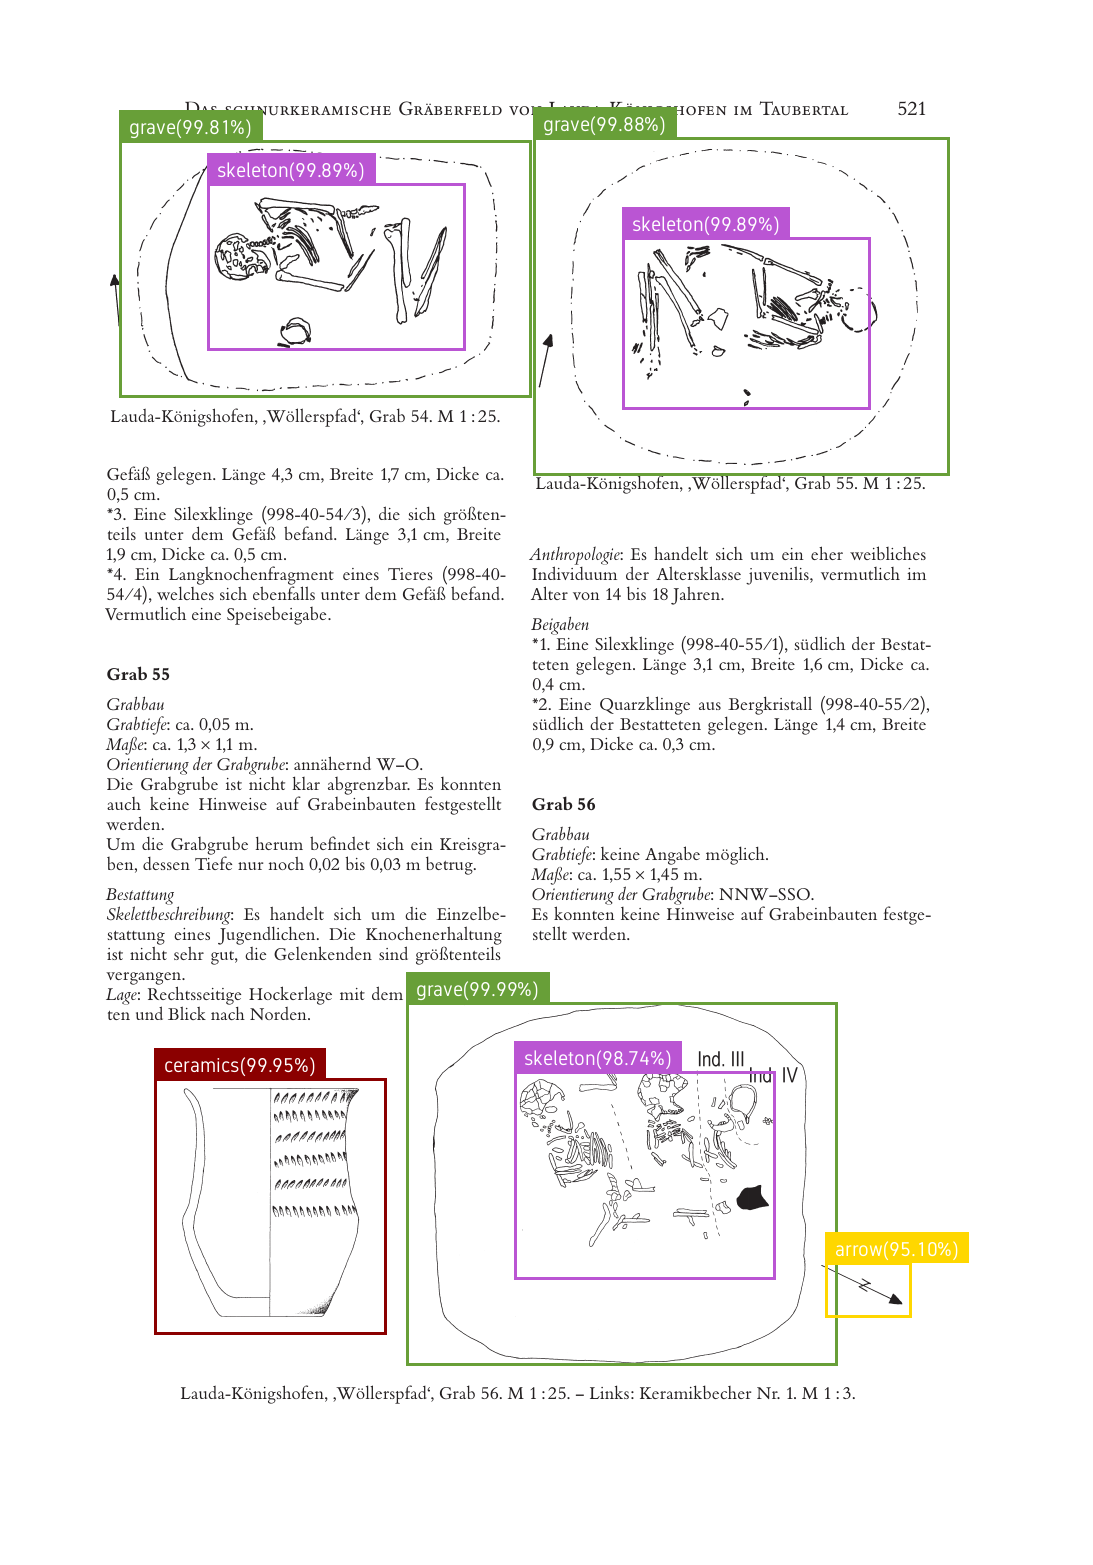 DAS SCHNURKERAMISCHE GRÄBERFELD VON LAUDA-KÖNIGSHOFEN IM TAUBERTAL 521
grave(99.81%)
skeleton(99.89%)
Lauda-Königshofen, ‚Wöllerspfad‘, Grab 54. M 1:25.
grave(99.88%)
skeleton(99.89%)
Lauda-Königshofen, ‚Wöllerspfad‘, Grab 55. M 1:25.
Gefäß gelegen. Länge 4,3 cm, Breite 1,7 cm, Dicke ca.
0,5 cm.
*3. Eine Silexklinge (998-40-54/3), die sich größten-
teils unter dem Gefäß befand. Länge 3,1 cm, Breite
1,9 cm, Dicke ca. 0,5 cm.
*4. Ein Langknochenfragment eines Tieres (998-40-
54/4), welches sich ebenfalls unter dem Gefäß befand.
Vermutlich eine Speisebeigabe.
Grab 55
Grabbau
Grabtiefe: ca. 0,05 m.
Maße: ca. 1,3 × 1,1 m.
Orientierung der Grabgrube: annähernd W–O.
Die Grabgrube ist nicht klar abgrenzbar. Es konnten
auch keine Hinweise auf Grabeinbauten festgestellt
werden.
Um die Grabgrube herum befindet sich ein Kreisgra-
ben, dessen Tiefe nur noch 0,02 bis 0,03 m betrug.
Bestattung
Skelettbeschreibung: Es handelt sich um die Einzelbe-
stattung eines Jugendlichen. Die Knochenerhaltung
ist nicht sehr gut, die Gelenkenden sind größtenteils
vergangen.
Lage: Rechtsseitige Hockerlage mit dem
ten und Blick nach Norden.
Anthropologie: Es handelt sich um ein eher weibliches
Individuum der Altersklasse juvenilis, vermutlich im
Alter von 14 bis 18 Jahren.
Beigaben
*1. Eine Silexklinge (998-40-55/1), südlich der Bestat-
teten gelegen. Länge 3,1 cm, Breite 1,6 cm, Dicke ca.
0,4 cm.
*2. Eine Quarzklinge aus Bergkristall (998-40-55/2),
südlich der Bestatteten gelegen. Länge 1,4 cm, Breite
0,9 cm, Dicke ca. 0,3 cm.
Grab 56
Grabbau
Grabtiefe: keine Angabe möglich.
Maße: ca. 1,55 × 1,45 m.
Orientierung der Grabgrube: NNW–SSO.
Es konnten keine Hinweise auf Grabeinbauten festge-
stellt werden.
grave(99.99%)
skeleton(98.74%)
Ind. III
Ind. IV
ceramics(99.95%)
arrow(95.10%)
N
Lauda-Königshofen, ‚Wöllerspfad‘, Grab 56. M 1:25. – Links: Keramikbecher Nr. 1. M 1:3.